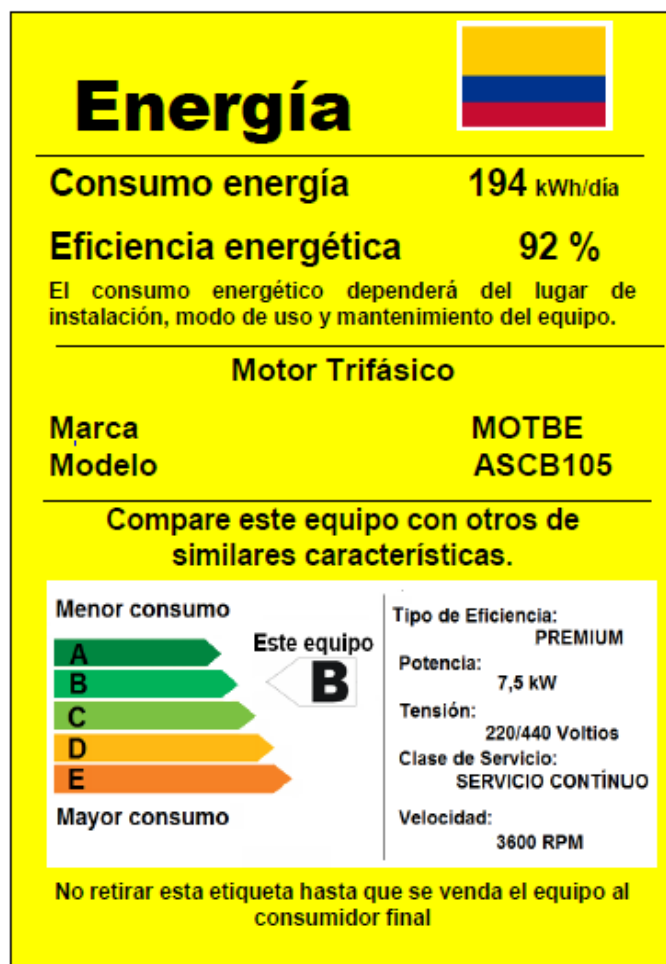 Energía
Consumo energía 194 kWh/día
Eficiencia energética 92 %
El consumo energético dependerá del lugar de
instalación, modo de uso y mantenimiento del equipo.
Motor Trifásico
Marca MOTBE
Modelo ASCB105
Compare este equipo con otros de
similares características.
Menor consumo
Este equipo
A
B
B
C
D
E
Mayor consumo
Tipo de Eficiencia:
PREMIUM
Potencia:
7,5 kW
Tensión:
220/440 Voltios
Clase de Servicio:
SERVICIO CONTÍNUO
Velocidad:
3600 RPM
No retirar esta etiqueta hasta que se venda el equipo al
consumidor final